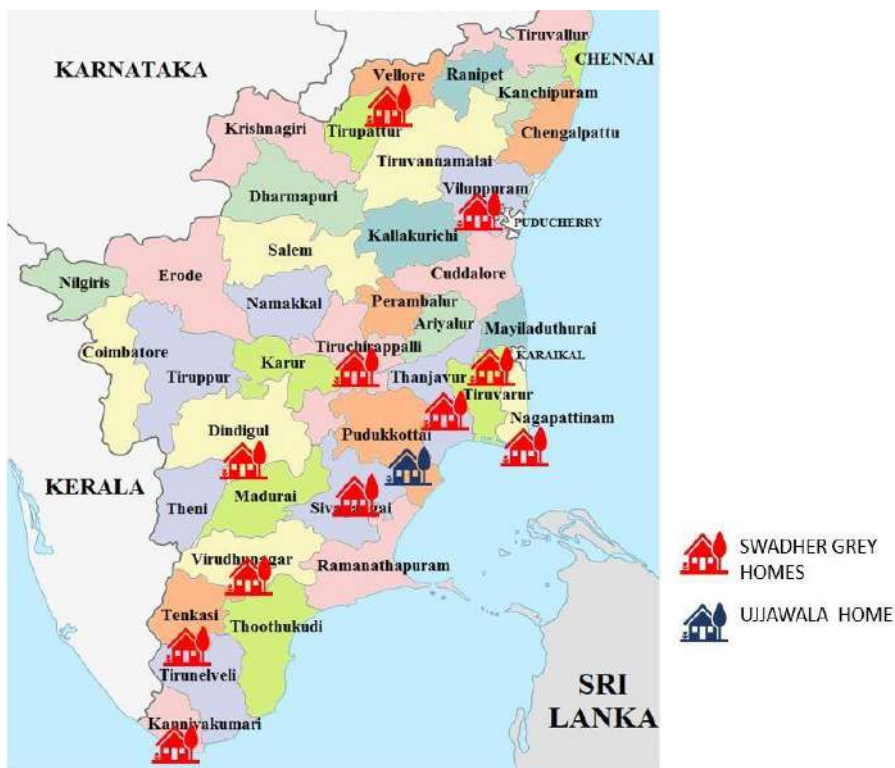 Tiruvallur
KARNATAKA
CHENNAI
Vellore
Ranipet
Kanchipuram
Krishnagiri
Tirupattur
Chengalpattu
Tiruvannamalai
Dharmapuri
Viluppuram
PUDUCHERRY
Kallakurichi
Salem
Cuddalore
Nilgiris
Erode
Namakkal
Perambalur
Ariyalur
Mayiladuthurai
Coimbatore
Tiruchirappalli
KARAIKAL
Karur
Tiruppur
Thanjavur
Tiruvarur
Nagapattinam
Dindigul
Pudukkottai
KERALA
Theni
Madurai
Virudhunagar
Ramanathapuram
Tenkasi
Thoothukudi
Tirunelveli
Kanniyakumari
SRI
LANKA
SWADHER GREY
HOMES
UJJAWALA HOME